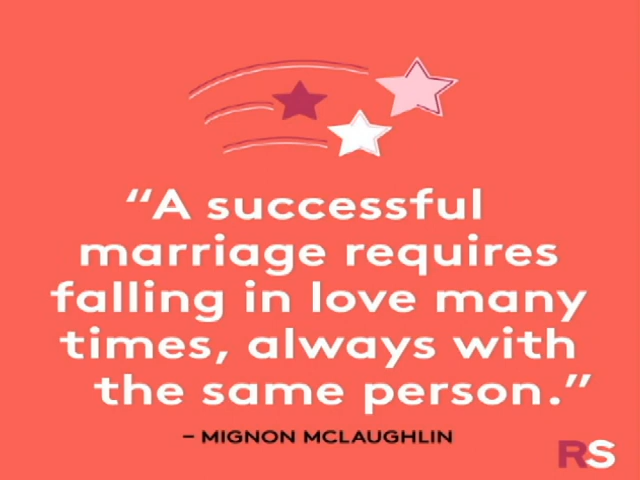 “A successful
marriage requires
falling in love many
times, always with
the same person.”
– MIGNON MCLAUGHLIN
RS